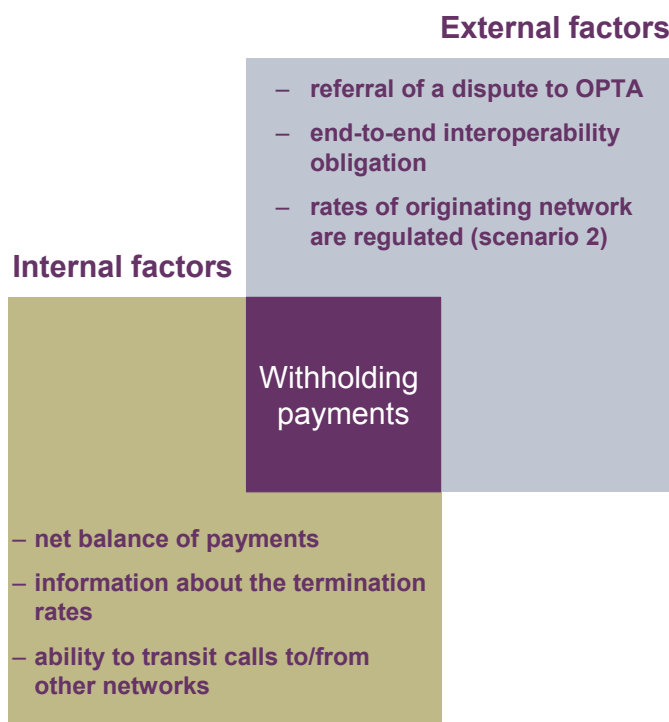 External factors
– referral of a dispute to OPTA
– end-to-end interoperability
obligation
– rates of originating network
are regulated (scenario 2)
Internal factors
Withholding
payments
– net balance of payments
– information about the termination
rates
– ability to transit calls to/from
other networks